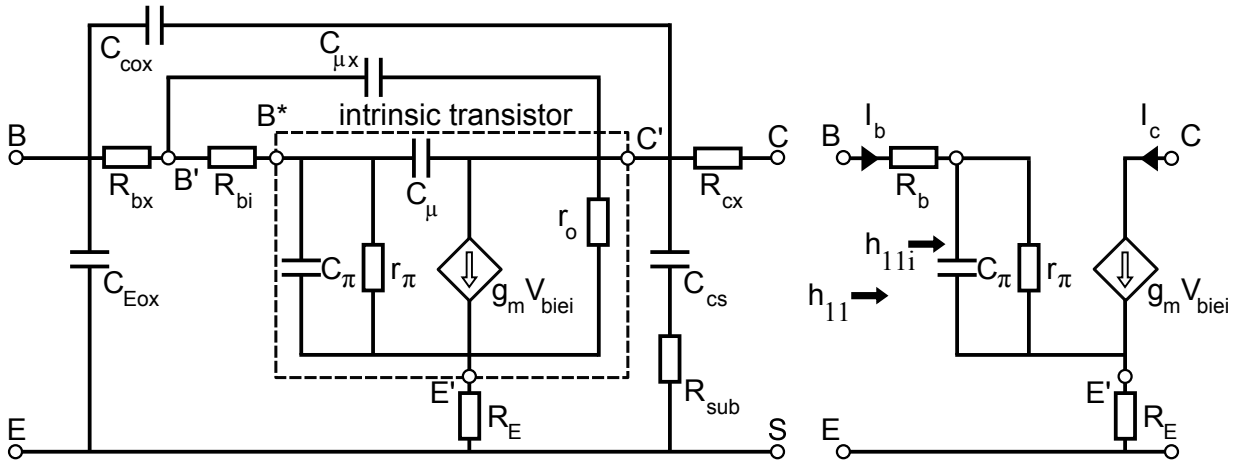 C_cox
C_μx
B* intrinsic transistor
B B' C' C
R_bx R_bi C_μ R_cx
r_o
C_Eox C_π r_π g_m V_biei C_cs
E' R_E R_sub
E S
B I_b I_c C
R_b
h_11i C_π r_π g_m V_biei
h_11
E' R_E
E